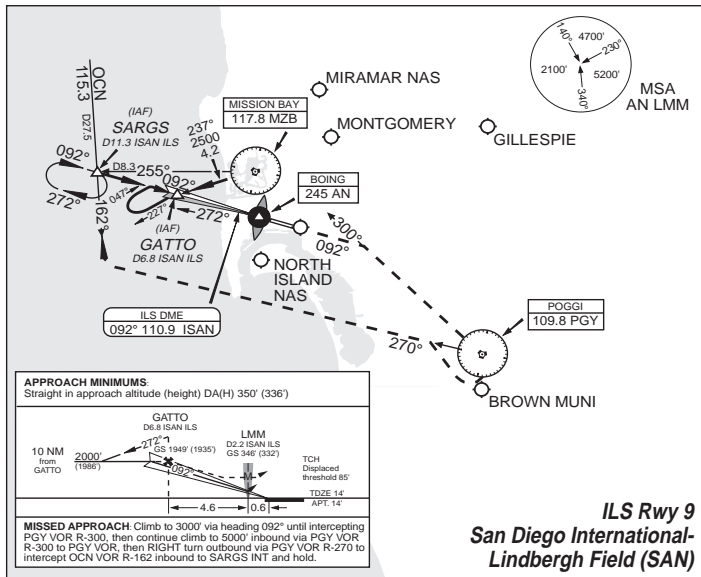 OCN
115.3
D27.5
(IAF)
SARGS
D11.3 ISAN ILS
092°
D8.3
255°
272°
162°
047°
227°
092°
272°
237°
2500
4.2
(IAF)
GATTO
D6.8 ISAN ILS
MISSION BAY
117.8 MZB
MIRAMAR NAS
MONTGOMERY
GILLESPIE
140°
4700'
230°
2100'
5200'
340°
MSA
AN LMM
BOING
245 AN
300°
092°
NORTH
ISLAND
NAS
ILS DME
092° 110.9 ISAN
POGGI
109.8 PGY
270°
BROWN MUNI
APPROACH MINIMUMS:
Straight in approach altitude (height) DA(H) 350' (336')
GATTO
D6.8 ISAN ILS
GS 1949' (1935')
LMM
D2.2 ISAN ILS
GS 346' (332')
TCH
Displaced
threshold 85'
10 NM
from
GATTO
2000'
(1986')
272°
092°
M
TDZE 14'
APT. 14'
4.6
0.6
MISSED APPROACH: Climb to 3000' via heading 092° until intercepting
PGY VOR R-300, then continue climb to 5000' inbound via PGY VOR
R-300 to PGY VOR, then RIGHT turn outbound via PGY VOR R-270 to
intercept OCN VOR R-162 inbound to SARGS INT and hold.
ILS Rwy 9
San Diego International-
Lindbergh Field (SAN)